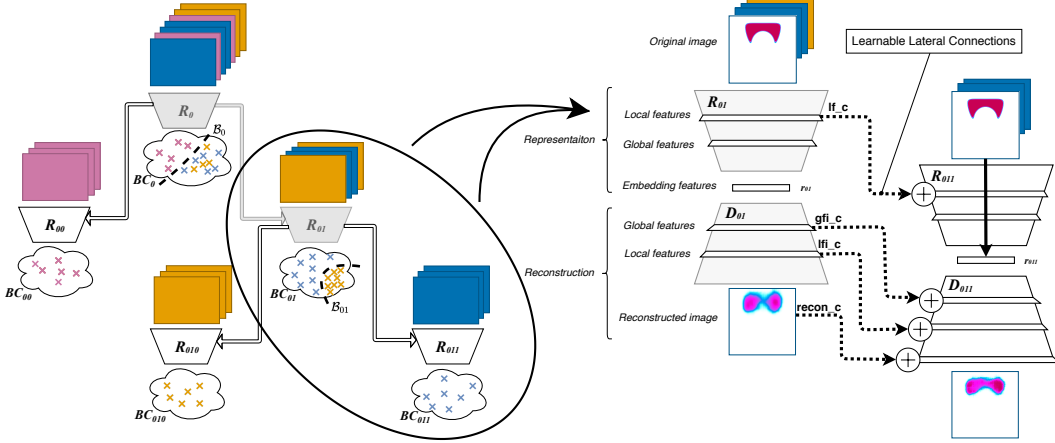 R0
B0
BC0
R00
BC00
R01
BC01
B01
R010
BC010
R011
BC011
Original image
Representaiton
Local features
Global features
Embedding features
R01
lf_c
r01
Reconstruction
Global features
Local features
Reconstructed image
D01
gfi_c
lfi_c
recon_c
Learnable Lateral Connections
R011
r011
D011